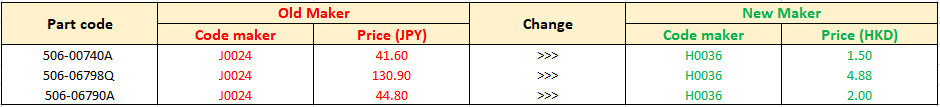 Part code Old Maker Change New Maker
Code maker Price (JPY) Code maker Price (HKD)
506-00740A J0024 41.60 >>> H0036 1.50
506-06798Q J0024 130.90 >>> H0036 4.88
506-06790A J0024 44.80 >>> H0036 2.00